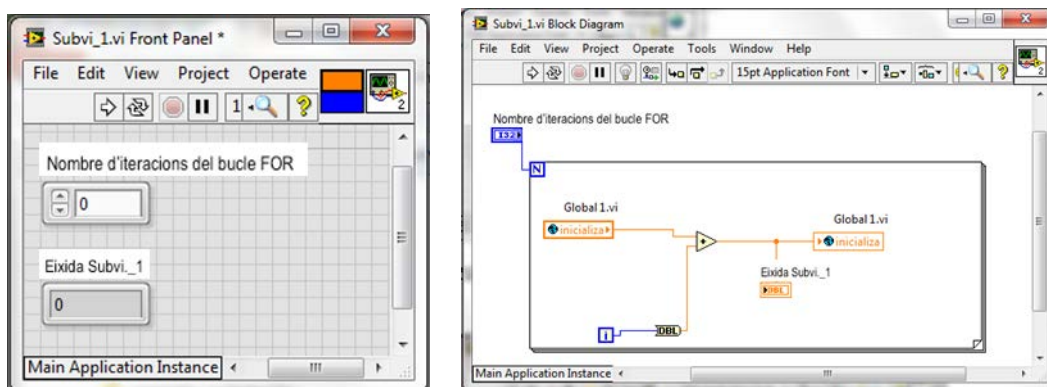 Subvi_1.vi Front Panel *
File Edit View Project Operate
1
2
Nombre d'iteracions del bucle FOR
0
Eixida Subvi._1
0
Main Application Instance
Subvi_1.vi Block Diagram
File Edit View Project Operate Tools Window Help
15pt Application Font
2
Nombre d'iteracions del bucle FOR
I32
N
Global 1.vi
inicializa
Global 1.vi
inicializa
Eixida Subvi._1
DBL
i
DBL
Main Application Instance